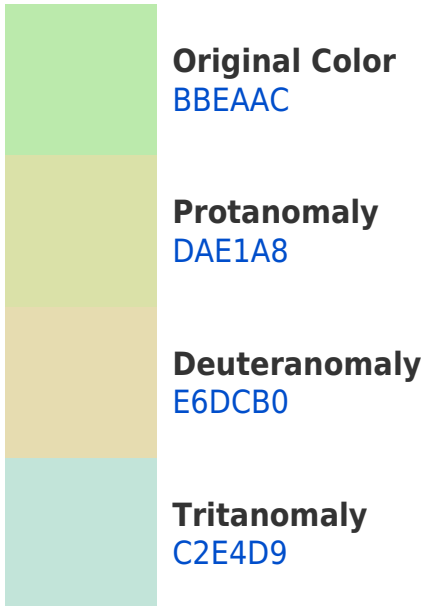 Original Color
BBEAAC
Protanomaly
DAE1A8
Deuteranomaly
E6DCB0
Tritanomaly
C2E4D9